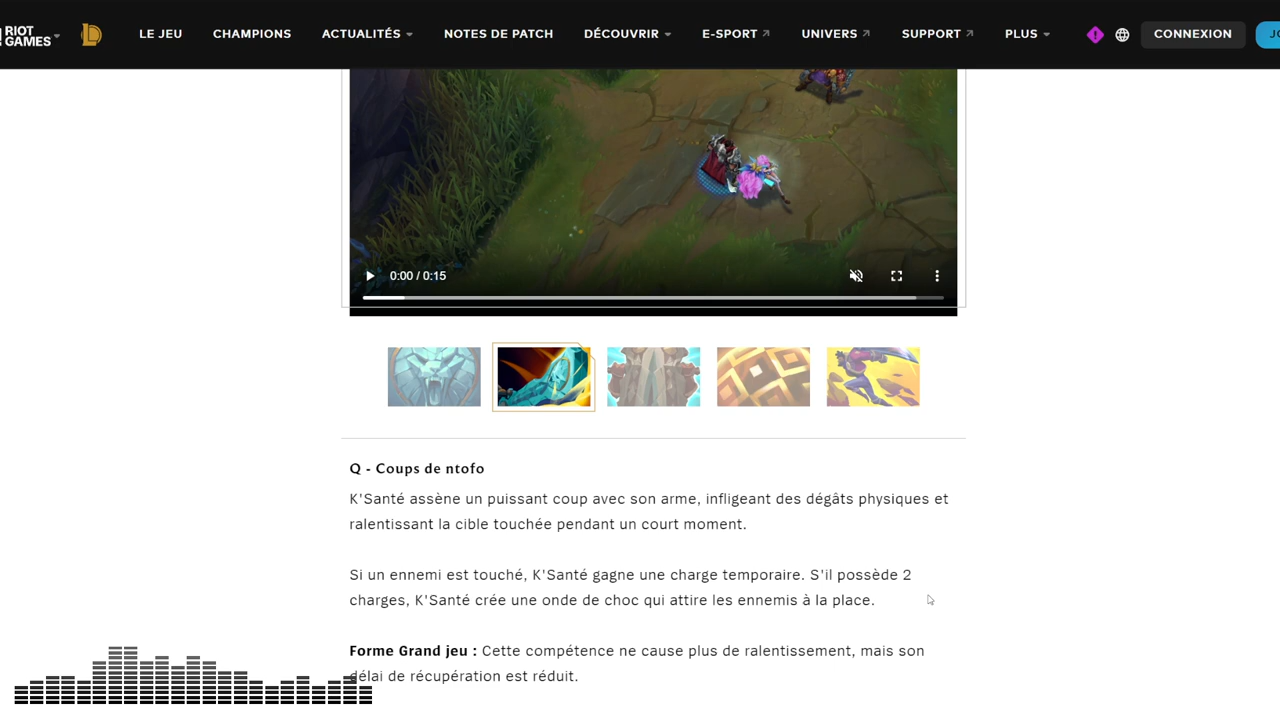 RIOT GAMES
LE JEU CHAMPIONS ACTUALITÉS NOTES DE PATCH DÉCOUVRIR E-SPORT UNIVERS SUPPORT PLUS CONNEXION
0:00 / 0:15
Q - Coups de ntofo
K'Santé assène un puissant coup avec son arme, infligeant des dégâts physiques et
ralentissant la cible touchée pendant un court moment.
Si un ennemi est touché, K'Santé gagne une charge temporaire. S'il possède 2
charges, K'Santé crée une onde de choc qui attire les ennemis à la place.
Forme Grand jeu : Cette compétence ne cause plus de ralentissement, mais son
délai de récupération est réduit.